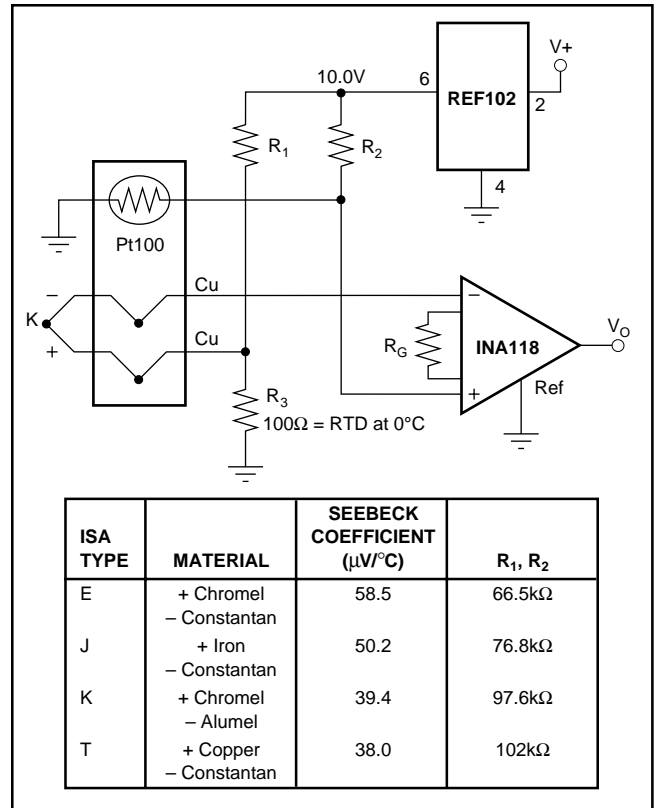 V+
10.0V
6
REF102
2
R1
R2
4
Pt100
Cu
−
K
+
Cu
−
RG
INA118
VO
+
Ref
R3
100Ω = RTD at 0°C
ISA TYPE
MATERIAL
SEEBECK COEFFICIENT (µV/°C)
R1, R2
E
+ Chromel
– Constantan
58.5
66.5kΩ
J
+ Iron
– Constantan
50.2
76.8kΩ
K
+ Chromel
– Alumel
39.4
97.6kΩ
T
+ Copper
– Constantan
38.0
102kΩ